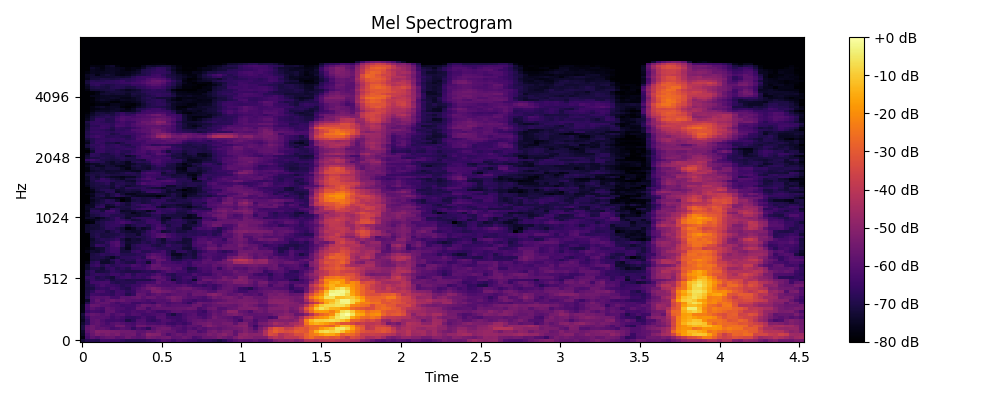 Mel Spectrogram
+0 dB
-10 dB
-20 dB
-30 dB
-40 dB
-50 dB
-60 dB
-70 dB
-80 dB
Hz
4096
2048
1024
512
0
0 0.5 1 1.5 2 2.5 3 3.5 4 4.5
Time